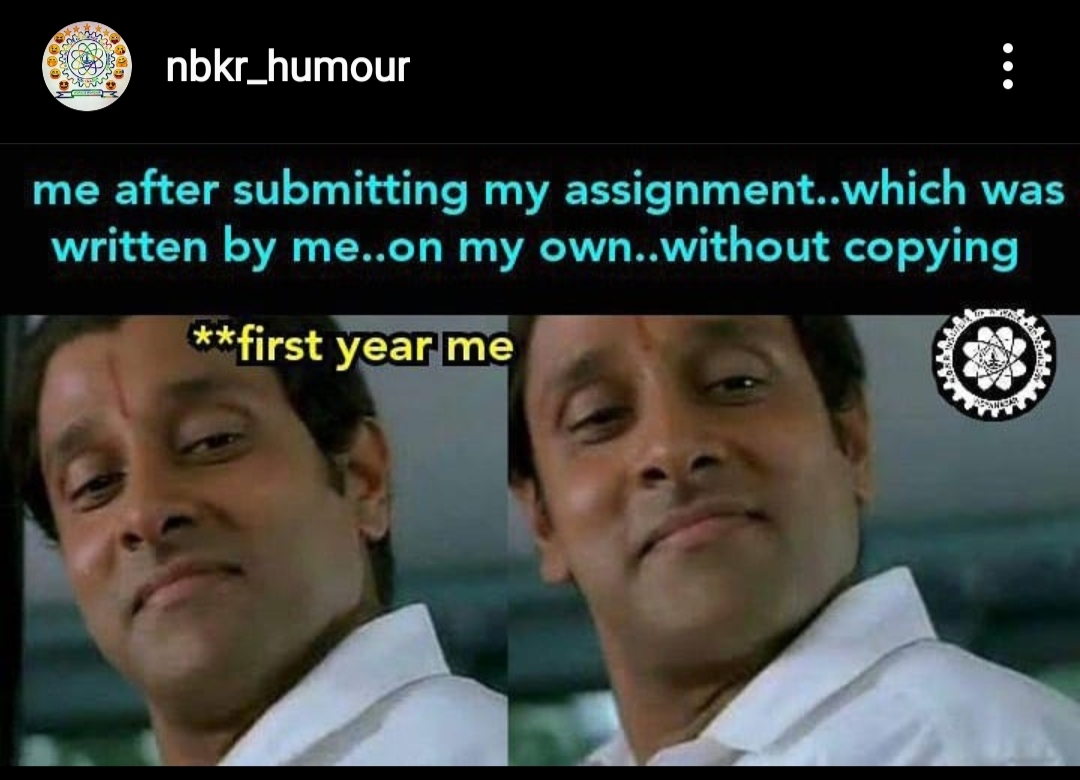 nbkr_humour
me after submitting my assignment..which was
written by me..on my own..without copying
**first year me